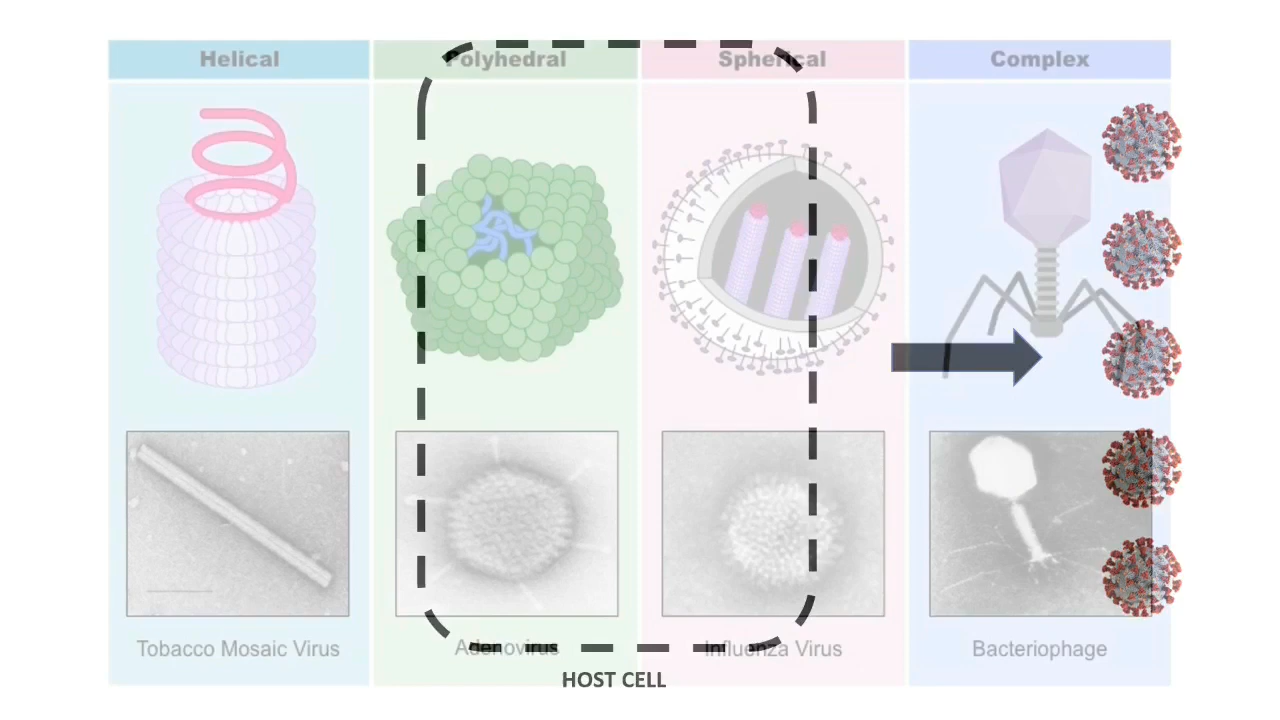 Helical
Polyhedral
Spherical
Complex
Tobacco Mosaic Virus
Adenovirus
Influenza Virus
Bacteriophage
HOST CELL